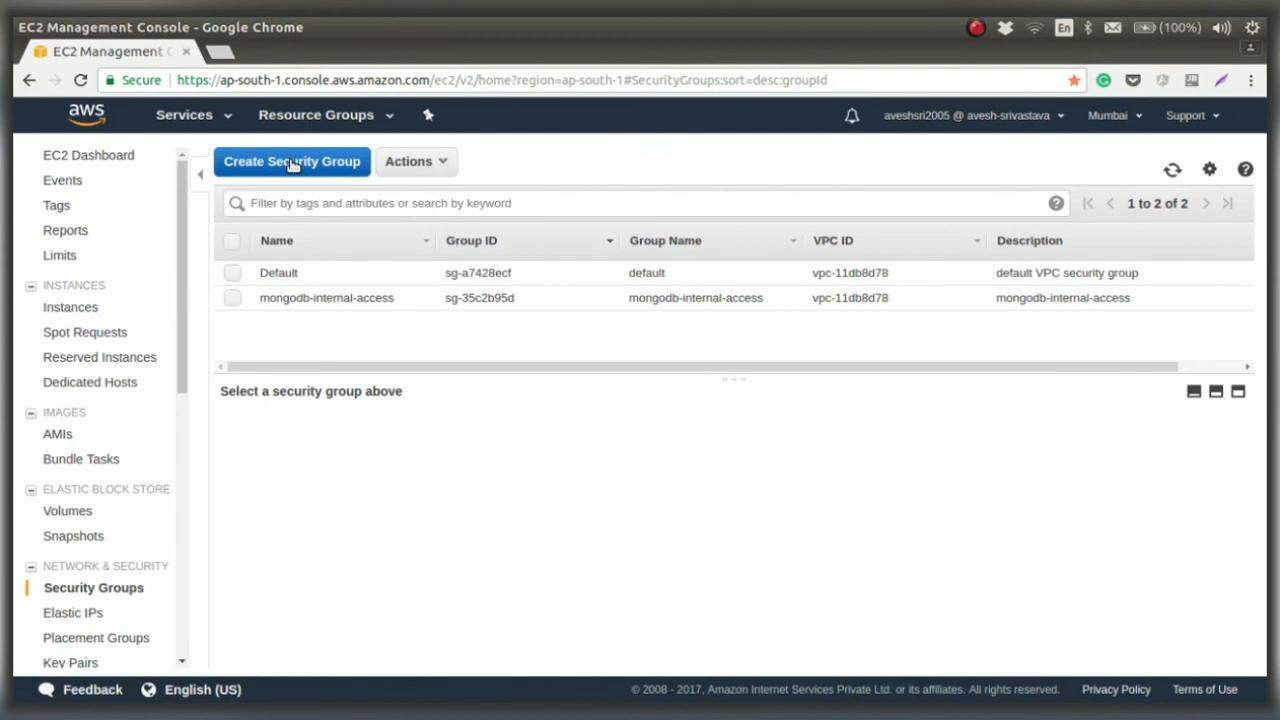 EC2 Management Console - Google Chrome
En (100%)
EC2 Management C
Secure https://ap-south-1.console.aws.amazon.com/ec2/v2/home?region=ap-south-1#SecurityGroups:sort=desc:groupId
aws Services Resource Groups aveshsri2005 @ avesh-srivastava Mumbai Support
EC2 Dashboard
Events
Tags
Reports
Limits
INSTANCES
Instances
Spot Requests
Reserved Instances
Dedicated Hosts
IMAGES
AMIs
Bundle Tasks
ELASTIC BLOCK STORE
Volumes
Snapshots
NETWORK & SECURITY
Security Groups
Elastic IPs
Placement Groups
Key Pairs
Create Security Group Actions
Filter by tags and attributes or search by keyword 1 to 2 of 2
Name Group ID Group Name VPC ID Description
Default sg-a7428ecf default vpc-11db8d78 default VPC security group
mongodb-internal-access sg-35c2b95d mongodb-internal-access vpc-11db8d78 mongodb-internal-access
Select a security group above
Feedback English (US) © 2008 - 2017, Amazon Internet Services Private Ltd. or its affiliates. All rights reserved. Privacy Policy Terms of Use